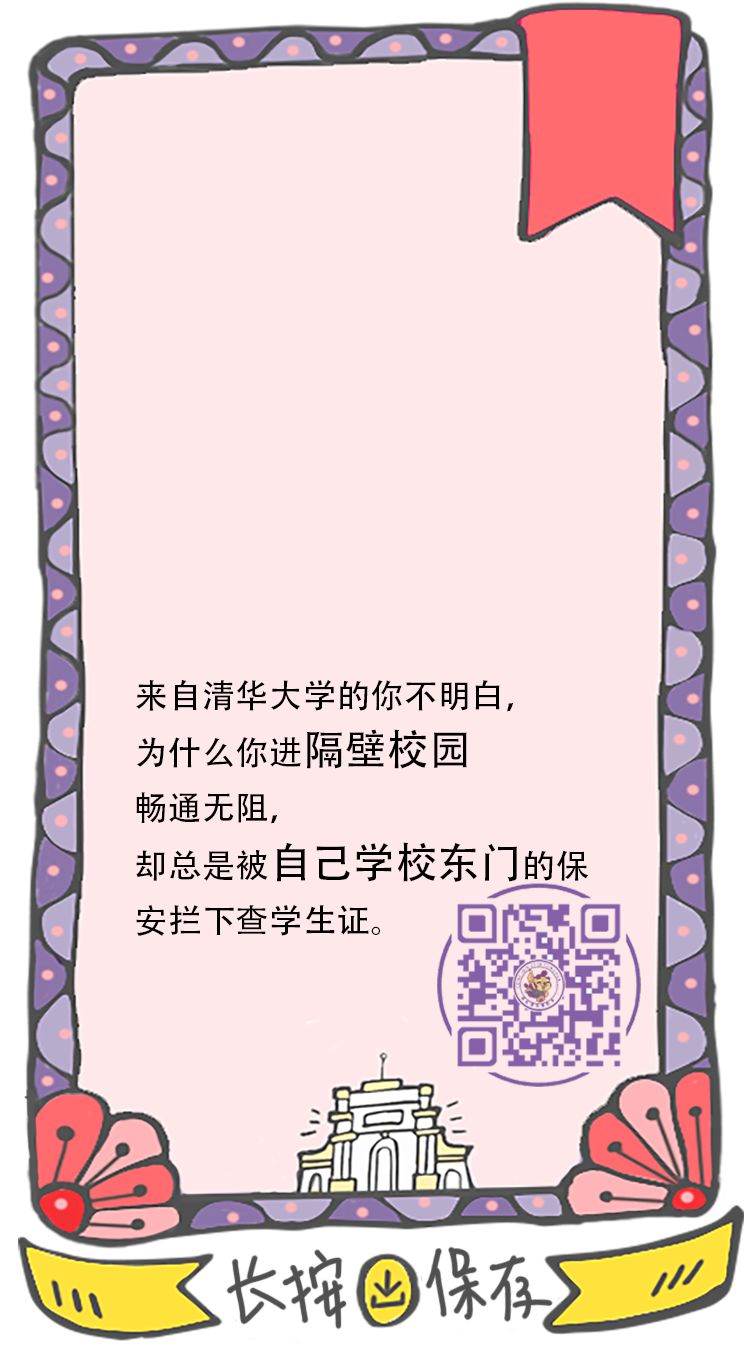 来自清华大学的你不明白，
为什么你进隔壁校园
畅通无阻，
却总是被自己学校东门的保
安拦下查学生证。
长按保存